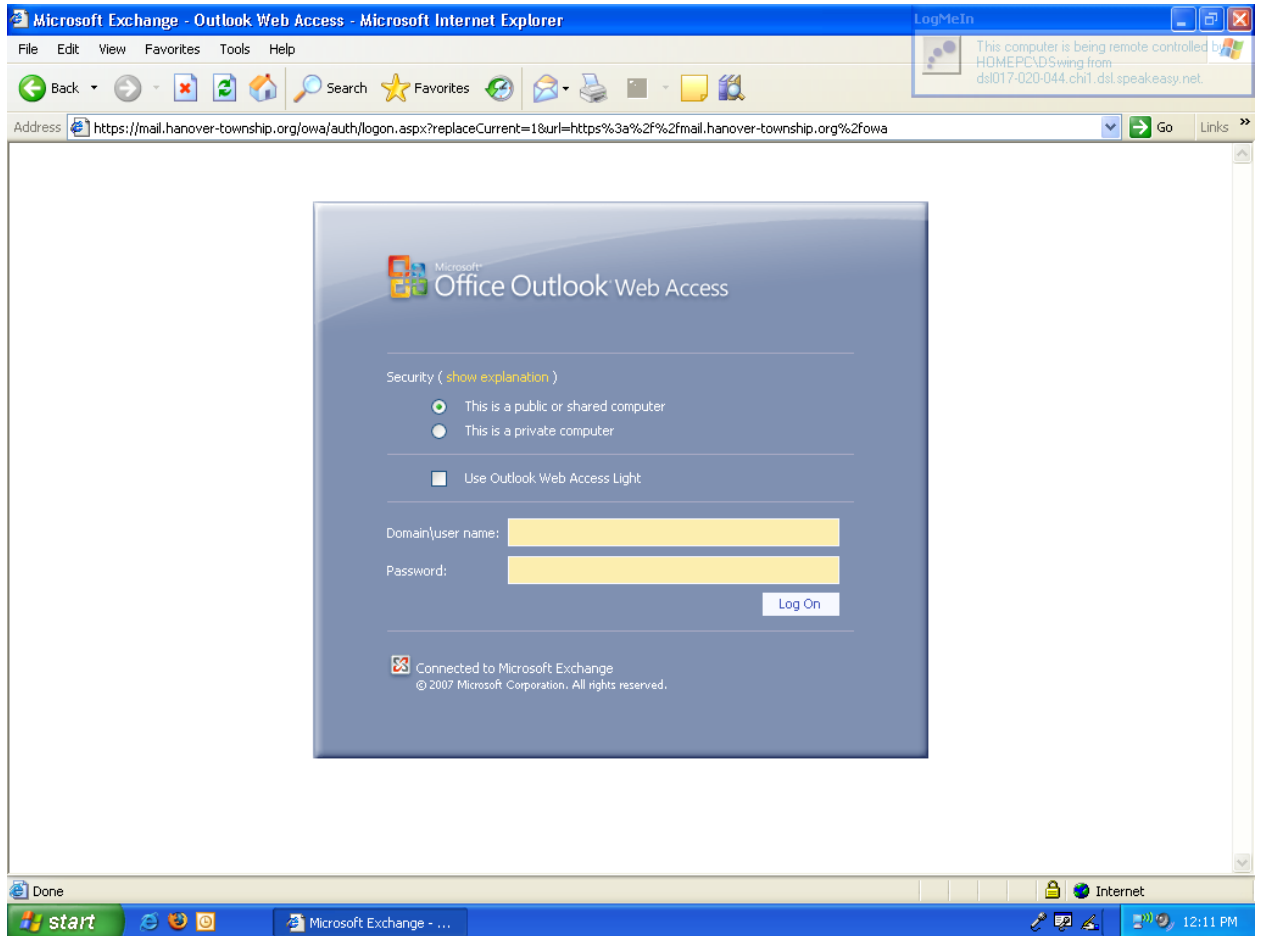 Microsoft Exchange - Outlook Web Access - Microsoft Internet Explorer
LogMeIn
This computer is being remote controlled by
HOMEPC\DSwing from
dsl017-020-044.chi1.dsl.speakeasy.net.
File Edit View Favorites Tools Help
Back Search Favorites
Address https://mail.hanover-township.org/owa/auth/logon.aspx?replaceCurrent=1&url=https%3a%2f%2fmail.hanover-township.org%2fowa Go Links »
Microsoft
Office Outlook Web Access
Security ( show explanation )
This is a public or shared computer
This is a private computer
Use Outlook Web Access Light
Domain\user name:
Password:
Log On
Connected to Microsoft Exchange
© 2007 Microsoft Corporation. All rights reserved.
Done Internet
start Microsoft Exchange - ... 12:11 PM